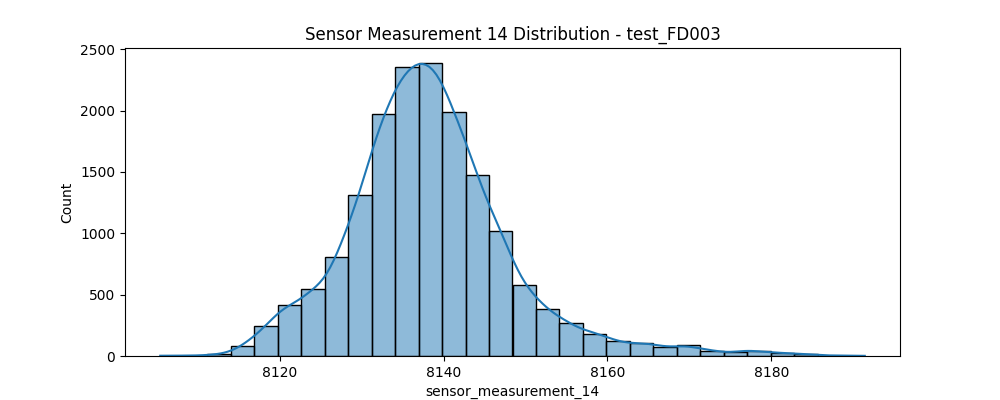 Sensor Measurement 14 Distribution - test_FD003
2500
2000
1500
1000
500
0
Count
8120 8140 8160 8180
sensor_measurement_14